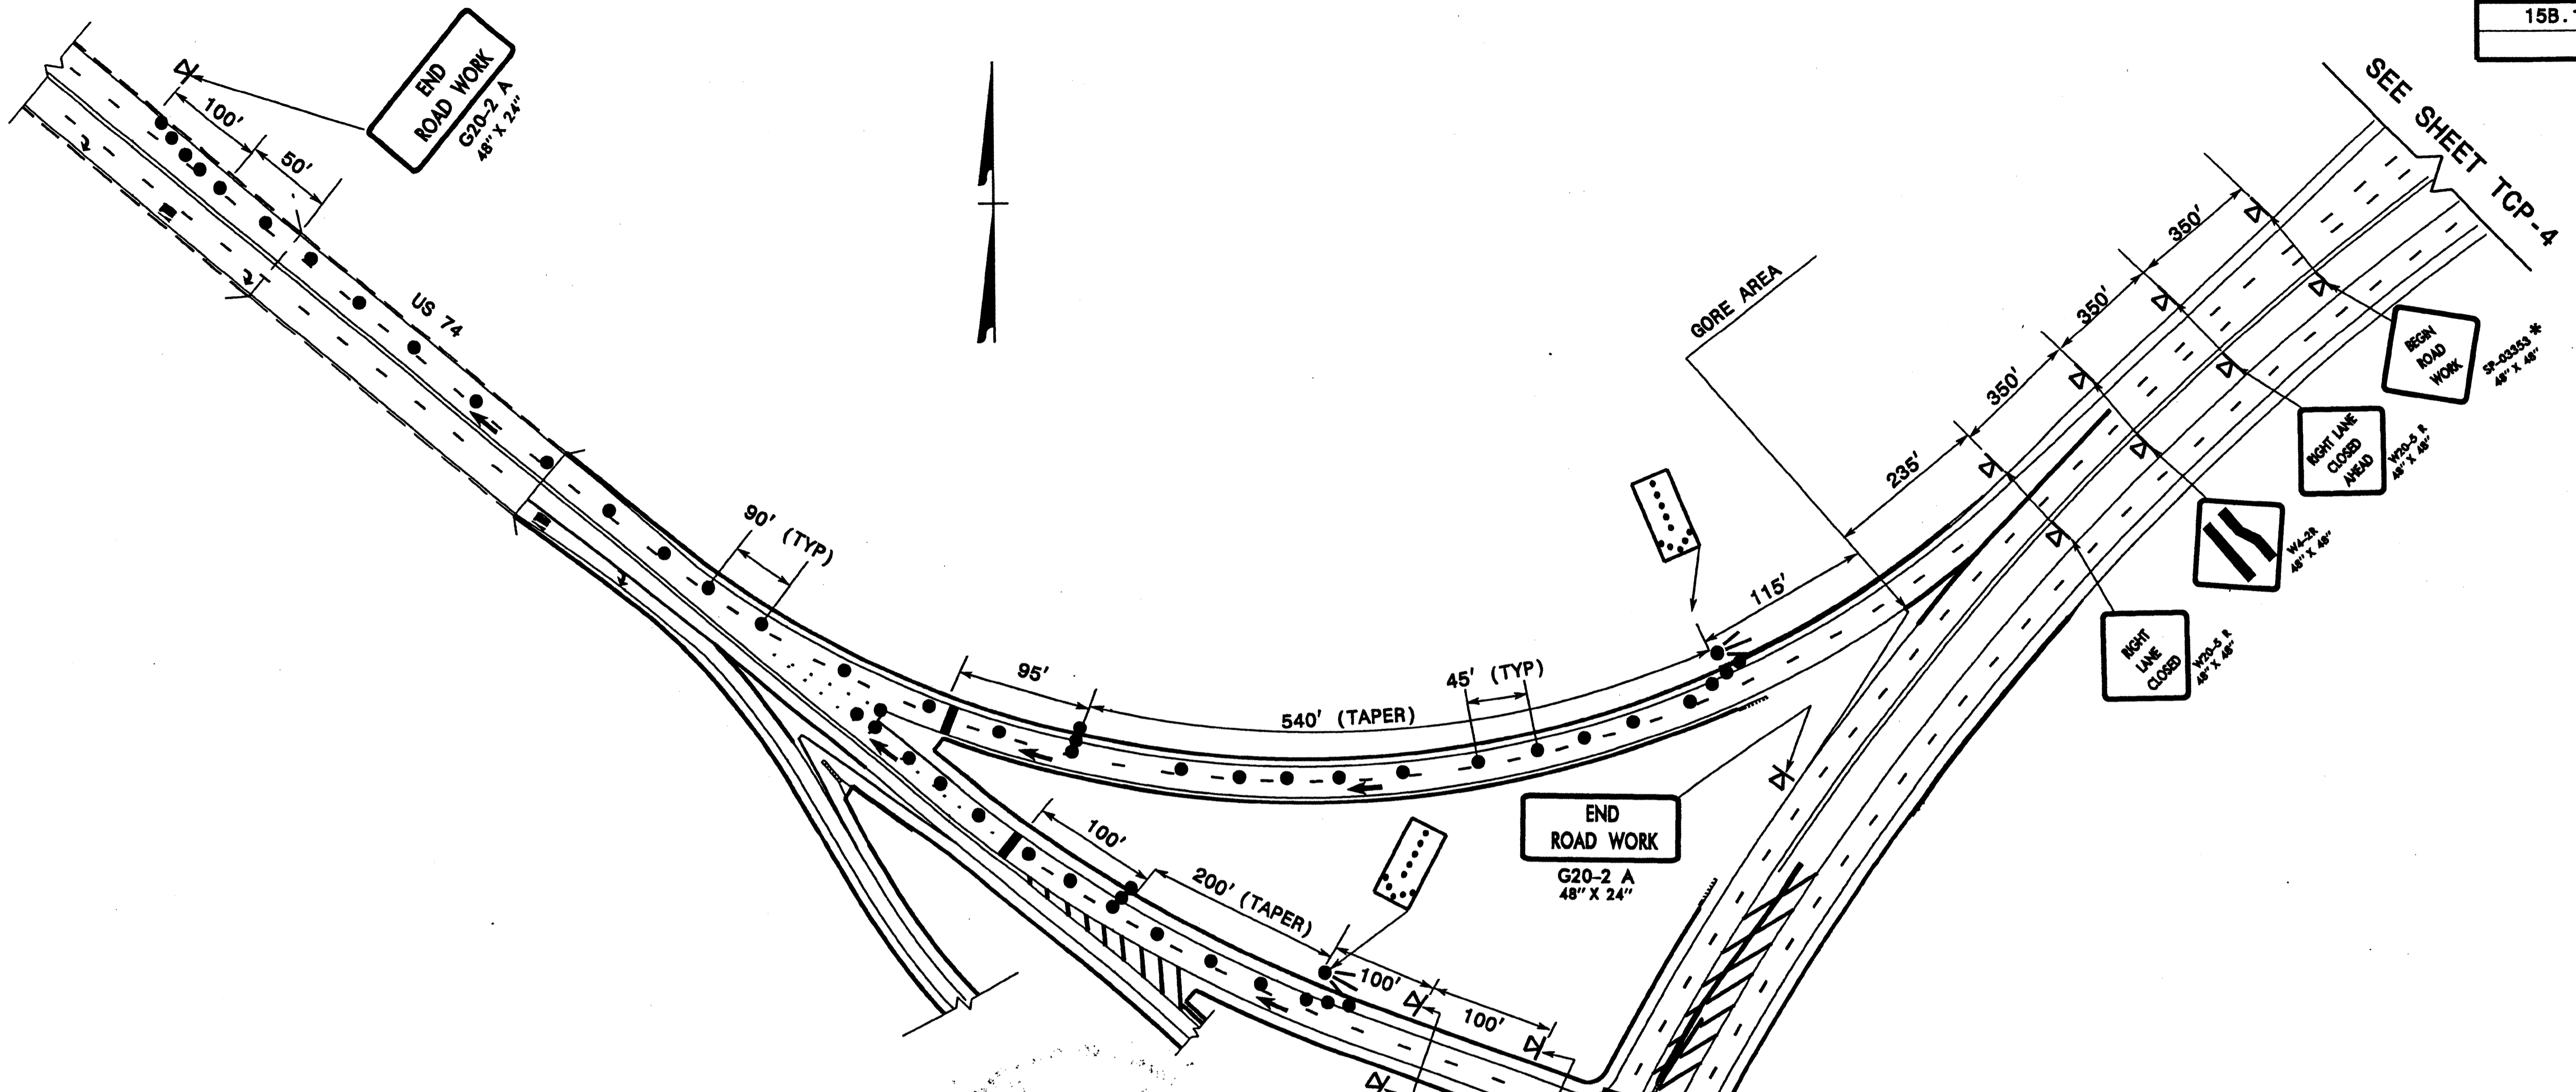 15B.
SEE SHEET TCP-4
END
ROAD WORK
G20-2 A
48" X 24"
100'
50'
US 74
350'
350'
350'
235'
GORE AREA
BEGIN
ROAD
WORK
SP-03353 *
48" X 48"
RIGHT LANE
CLOSED
AHEAD
W20-5 R
48" X 48"
W4-2R
48" X 48"
RIGHT
LANE
CLOSED
W20-5 R
48" X 48"
90' (TYP)
115'
95'
540' (TAPER)
45' (TYP)
END
ROAD WORK
G20-2 A
48" X 24"
100'
200' (TAPER)
100'
100'